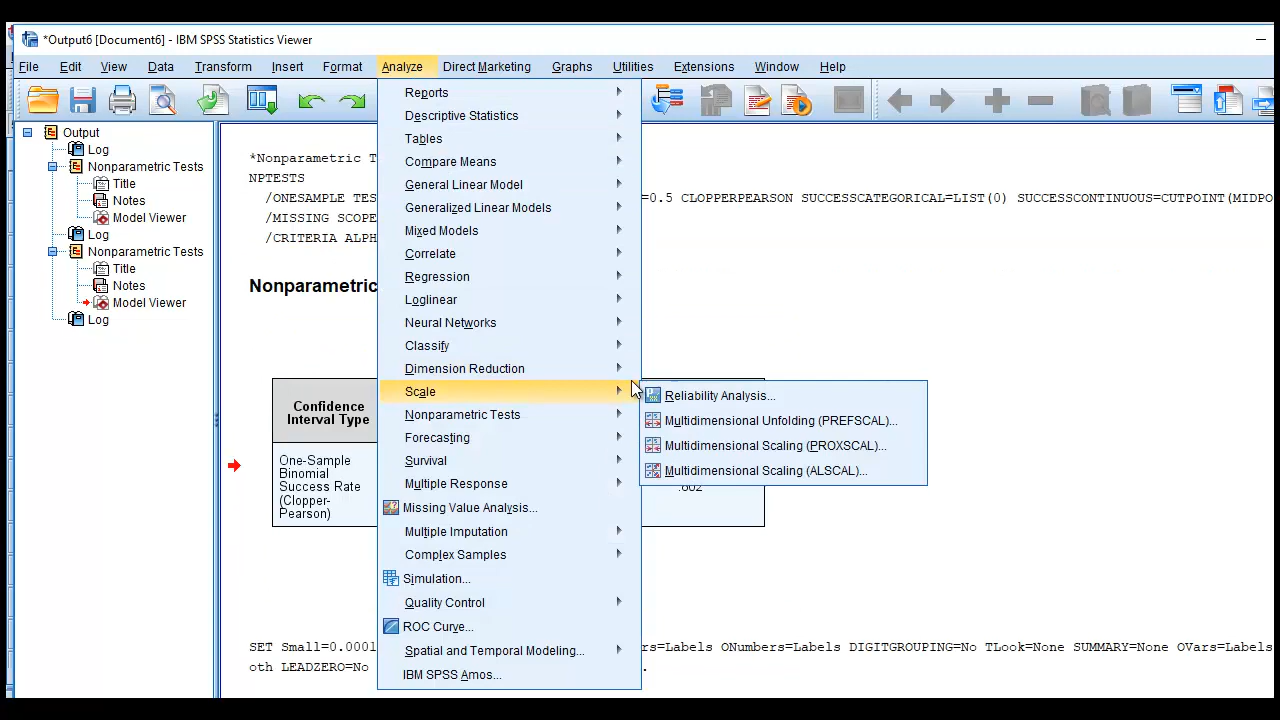 *Output6 [Document6] - IBM SPSS Statistics Viewer
File Edit View Data Transform Insert Format Analyze Direct Marketing Graphs Utilities Extensions Window Help
Output
Log
Nonparametric Tests
Title
Notes
Model Viewer
Log
Nonparametric Tests
Title
Notes
Model Viewer
Log
*Nonparametric T
NPTESTS
/ONESAMPLE TES =0.5 CLOPPERPEARSON SUCCESSCATEGORICAL=LIST(0) SUCCESSCONTINUOUS=CUTPOINT(MIDPO
/MISSING SCOPE
/CRITERIA ALPH
Nonparametric
Confidence
Interval Type
One-Sample
Binomial
Success Rate
(Clopper-
Pearson)
.002
SET Small=0.0001 rs=Labels ONumbers=Labels DIGITGROUPING=No TLook=None SUMMARY=None OVars=Labels
oth LEADZERO=No .
Reports
Descriptive Statistics
Tables
Compare Means
General Linear Model
Generalized Linear Models
Mixed Models
Correlate
Regression
Loglinear
Neural Networks
Classify
Dimension Reduction
Scale
Nonparametric Tests
Forecasting
Survival
Multiple Response
Missing Value Analysis...
Multiple Imputation
Complex Samples
Simulation...
Quality Control
ROC Curve...
Spatial and Temporal Modeling...
IBM SPSS Amos...
Reliability Analysis...
Multidimensional Unfolding (PREFSCAL)...
Multidimensional Scaling (PROXSCAL)...
Multidimensional Scaling (ALSCAL)...